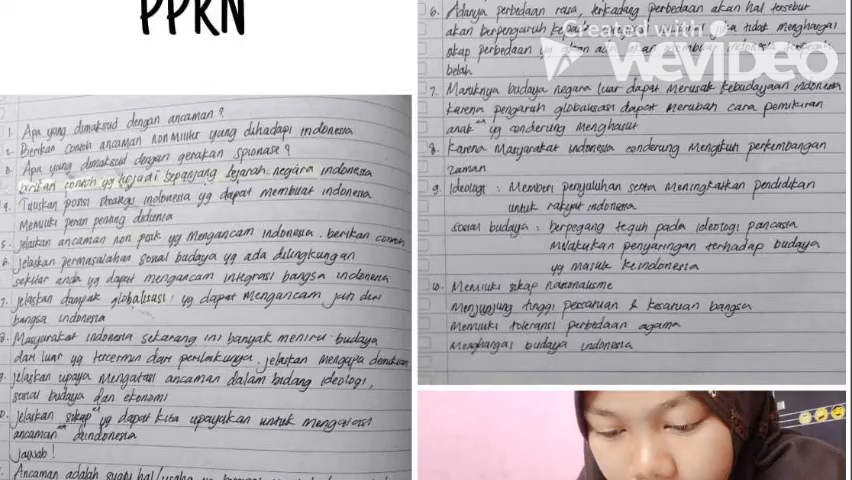 PPKN
1. Apa yang dimaksud dengan ancaman?
2. Berikan contoh ancaman non militer yang dihadapi indonesia
3. Apa yang dimaksud dengan gerakan spionase?
berikan contoh yg terjadi sepanjang sejarah negara indonesia
4. Tuliskan posisi strategis indonesia yg dapat membuat indonesia
Memiliki peran penting didunia
5. jelaskan ancaman non fisik yg Mengancam indonesia. berikan contoh
6. jelaskan permasalahan sosial budaya yg ada dilingkungan
sekitar anda yg dapat mengancam integrasi bangsa indonesia
7. jelaskan dampak globalisasi yg dapat Mengancam jati diri
bangsa indonesia
8. Masyarakat indonesia sekarang ini banyak meniru budaya
dari luar yg tercermin dari perilakunya. jelaskan mengapa demikian
9. jelaskan upaya Mengatasi ancaman dalam bidang ideologi,
sosial budaya dan ekonomi
0. jelaskan sikap" yg dapat kita upayakan untuk mengatasi
ancaman" diindonesia
jawab!
Ancaman adalah suatu hal/usaha yg
6. Adanya perbedaan rasa, terkadang perbedaan akan hal tersebut
akan berpengaruh tidak menghargai
sikap perbedaan yg akan
belah
7. Masuknya budaya negara luar dapat Merusak kebudayaan indonesia
karena pengaruh globalisasi dapat merubah cara pemikiran
anak" yg cenderung Menghasut
8. Karena Masyarakat indonesia cenderung Mengikuti perkembangan
zaman
9. Ideologi : Memberi penyuluhan serta Meningkatkan pendidikan
untuk rakyat indonesia
sosial budaya : berpegang teguh pada ideologi pancasila
Melakukan penyaringan terhadap budaya
yg masuk keindonesia
10. Memiliki sikap nasionalisme
Menjunjung tinggi persatuan & kesatuan bangsa
Memiliki toleransi perbedaan agama
Menghargai budaya indonesia
Created with
WeVideo